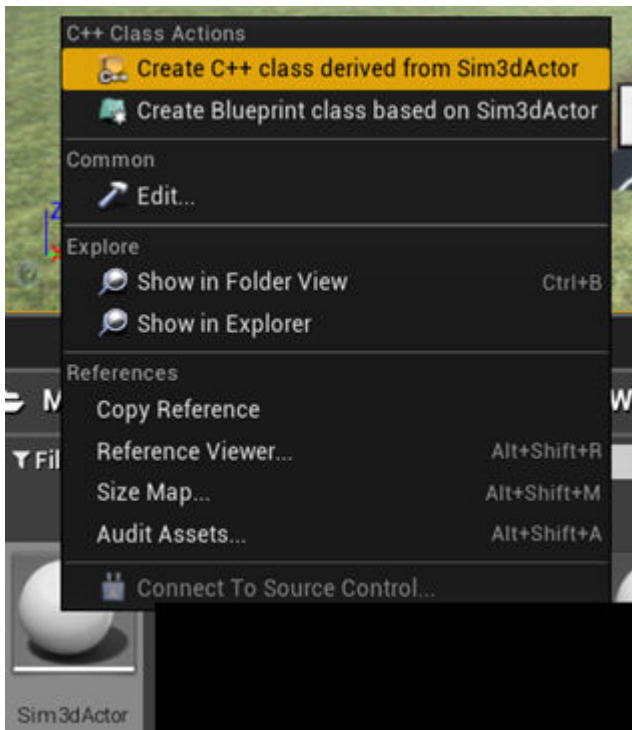 C++ Class Actions
Create C++ class derived from Sim3dActor
Create Blueprint class based on Sim3dActor
Common
Edit...
Explore
Show in Folder View Ctrl+B
Show in Explorer
References
Copy Reference
Reference Viewer... Alt+Shift+R
Size Map... Alt+Shift+M
Audit Assets... Alt+Shift+A
Connect To Source Control...
Sim3dActor